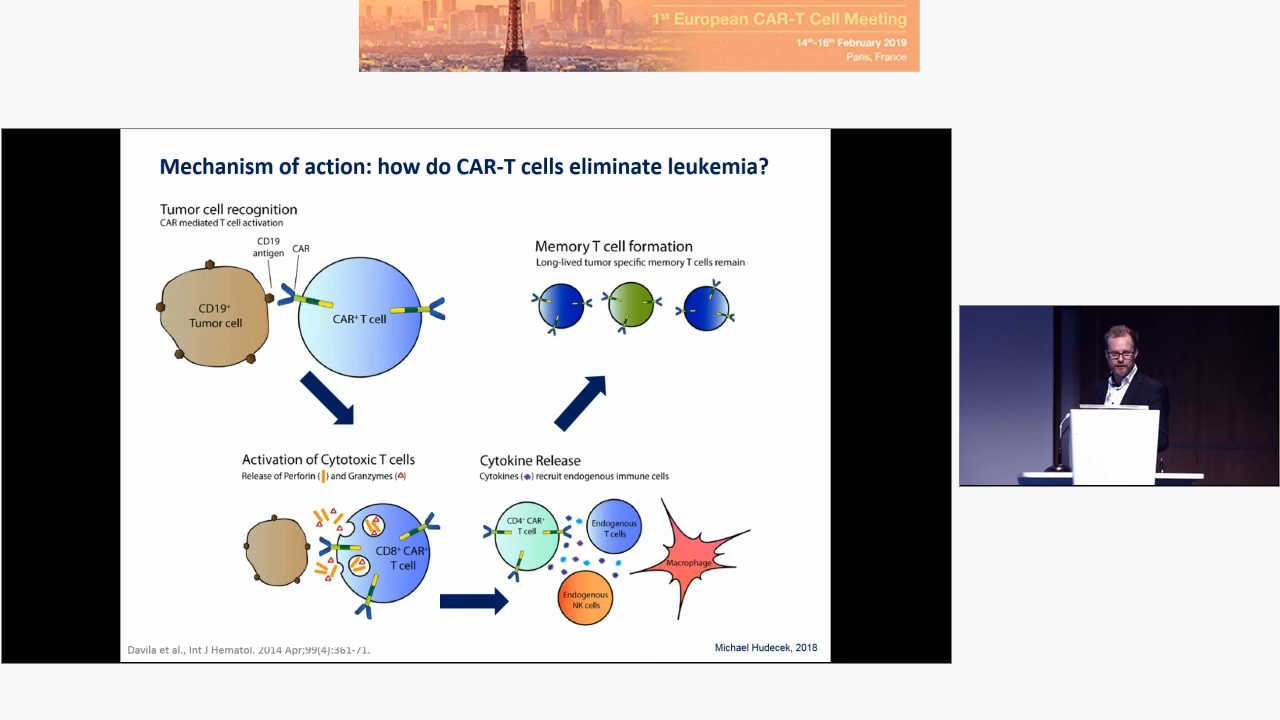 1st European CAR-T Cell Meeting
14th-16th February 2019
Paris, France
Mechanism of action: how do CAR-T cells eliminate leukemia?
Tumor cell recognition
CAR mediated T cell activation
CD19
antigen
CAR
CD19+
Tumor cell
CAR+ T cell
Memory T cell formation
Long-lived tumor specific memory T cells remain
Activation of Cytotoxic T cells
Release of Perforin ( ) and Granzymes ( )
CD8+ CAR+
T cell
Cytokine Release
Cytokines ( ) recruit endogenous immune cells
CD4+ CAR+
T cell
Endogenous
T cells
Macrophage
Endogenous
NK cells
Davila et al., Int J Hematol. 2014 Apr;99(4):361-71.
Michael Hudecek, 2018